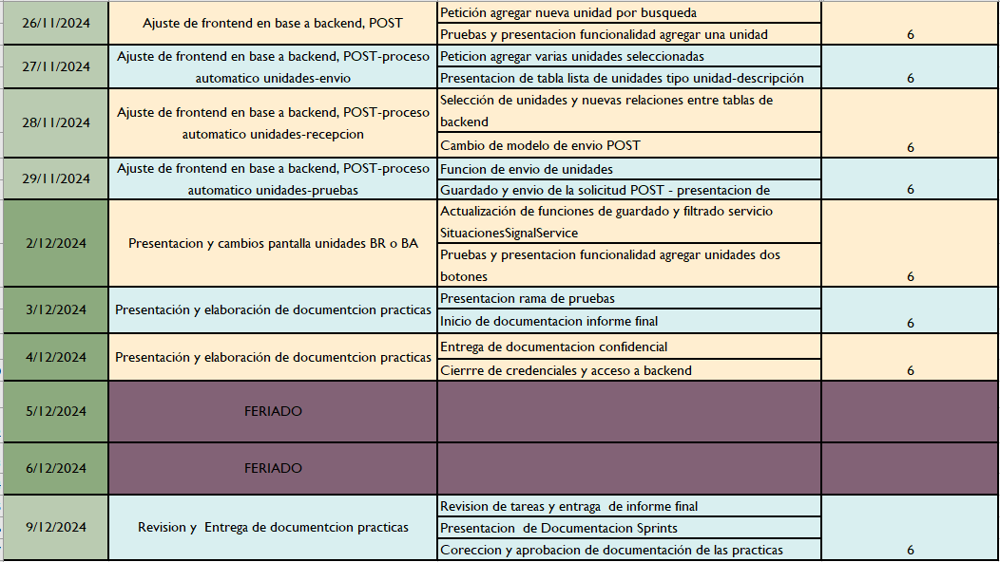 26/11/2024
Ajuste de frontend en base a backend, POST
Petición agregar nueva unidad por busqueda
Pruebas y presentacion funcionalidad agregar una unidad
6
27/11/2024
Ajuste de frontend en base a backend, POST-proceso
automatico unidades-envio
Peticion agregar varias unidades seleccionadas
Presentacion de tabla lista de unidades tipo unidad-descripción
6
28/11/2024
Ajuste de frontend en base a backend, POST-proceso
automatico unidades-recepcion
Selección de unidades y nuevas relaciones entre tablas de
backend
Cambio de modelo de envio POST
6
29/11/2024
Ajuste de frontend en base a backend, POST-proceso
automatico unidades-pruebas
Funcion de envio de unidades
Guardado y envio de la solicitud POST - presentacion de
6
2/12/2024
Presentacion y cambios pantalla unidades BR o BA
Actualización de funciones de guardado y filtrado servicio
SituacionesSignalService
Pruebas y presentacion funcionalidad agregar unidades dos
botones
6
3/12/2024
Presentación y elaboración de documentcion practicas
Presentacion rama de pruebas
Inicio de documentacion informe final
6
4/12/2024
Presentación y elaboración de documentcion practicas
Entrega de documentacion confidencial
Cierrre de credenciales y acceso a backend
6
5/12/2024
FERIADO
6/12/2024
FERIADO
9/12/2024
Revision y  Entrega de documentcion practicas
Revision de tareas y entraga  de informe final
Presentacion  de Documentacion Sprints
Coreccion y aprobacion de documentación de las practicas
6